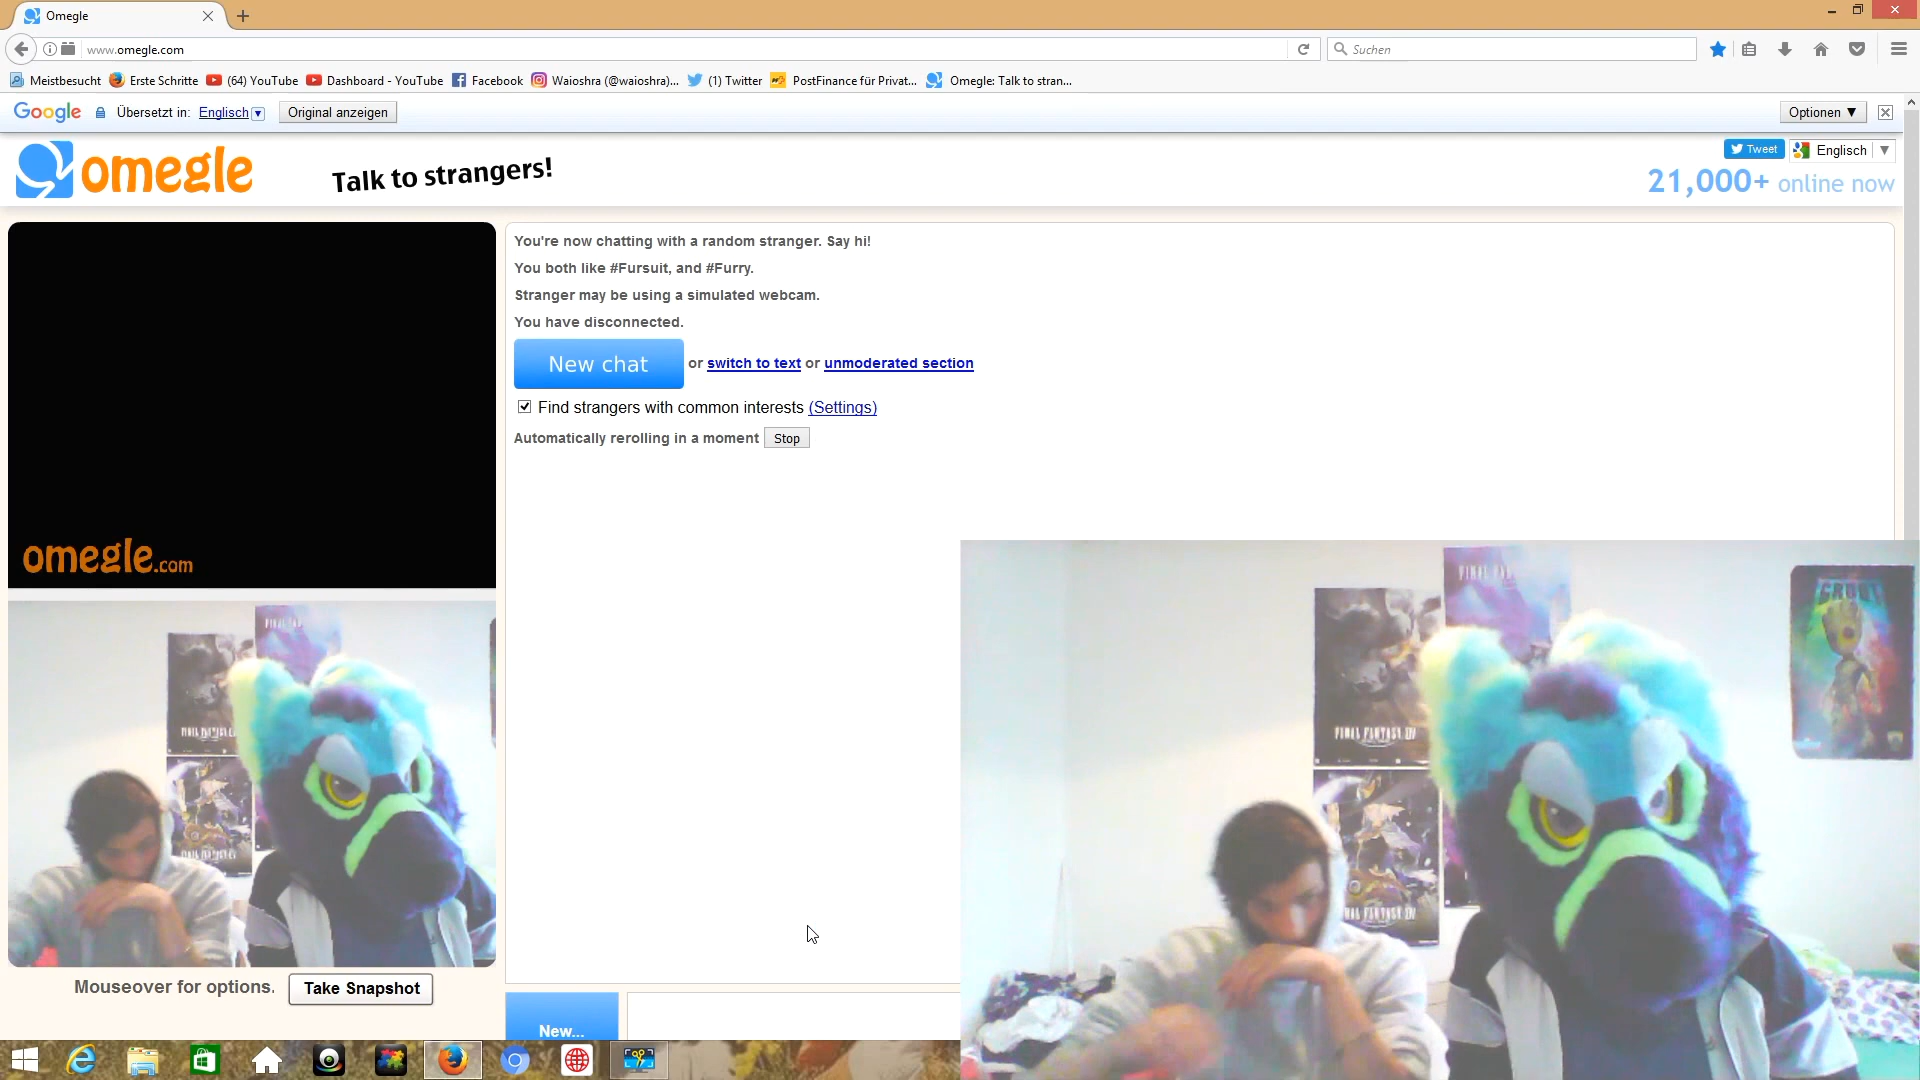 Omegle
www.omegle.com
Suchen
Meistbesucht
Erste Schritte
(64) YouTube
Dashboard - YouTube
Facebook
Waioshra (@waioshra)...
(1) Twitter
PostFinance für Privat...
Omegle: Talk to stran...
Google
Übersetzt in: Englisch
Original anzeigen
Optionen ▼
omegle
Talk to strangers!
Tweet
Englisch
21,000+ online now
You're now chatting with a random stranger. Say hi!
You both like #Fursuit, and #Furry.
Stranger may be using a simulated webcam.
You have disconnected.
New chat or switch to text or unmoderated section
Find strangers with common interests (Settings)
Automatically rerolling in a moment Stop
omegle.com
Mouseover for options.
Take Snapshot
New...
GROOT
FINAL FANTASY XIV